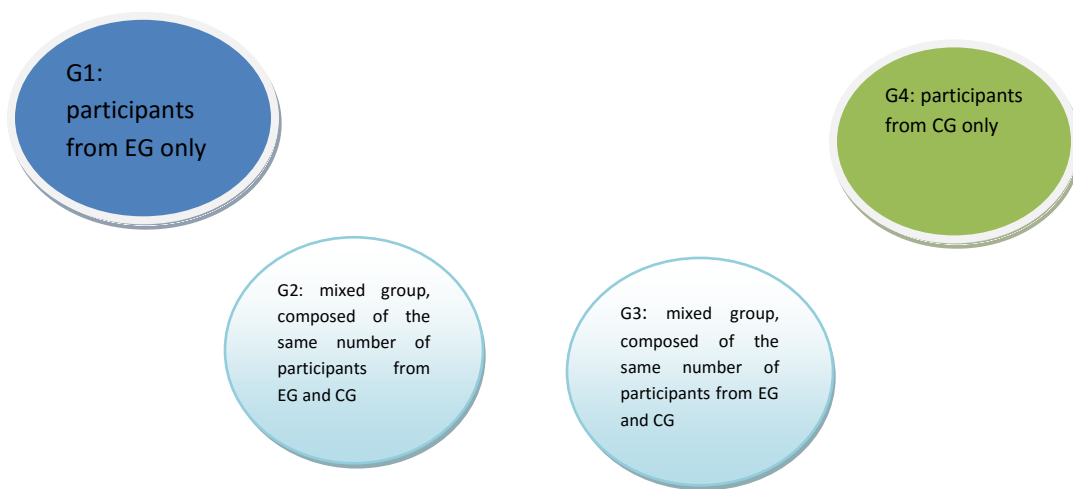 G1:
participants
from EG only
G4: participants
from CG only
G2: mixed group,
composed of the
same number of
participants from
EG and CG
G3: mixed group,
composed of the
same number of
participants from EG
and CG